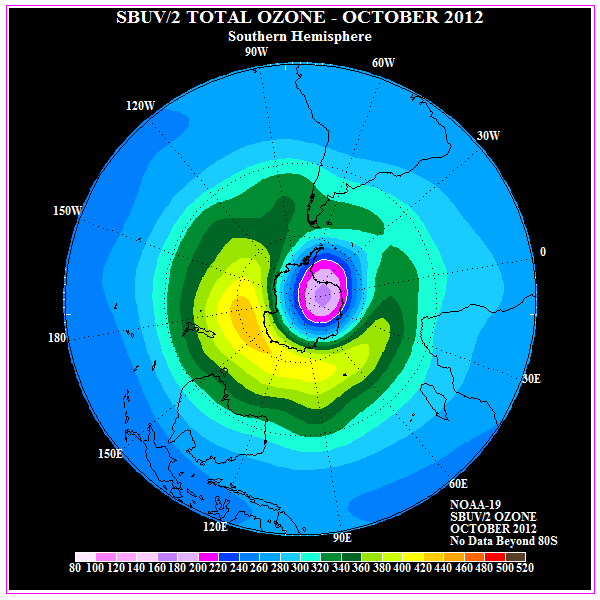 SBUV/2 TOTAL OZONE - OCTOBER 2012
Southern Hemisphere
90W
60W
120W
30W
150W
0
180
30E
150E
60E
120E
90E
NOAA-19
SBUV/2 OZONE
OCTOBER 2012
No Data Beyond 80S
80 100 120 140 160 180 200 220 240 260 280 300 320 340 360 380 400 420 440 460 480 500 520